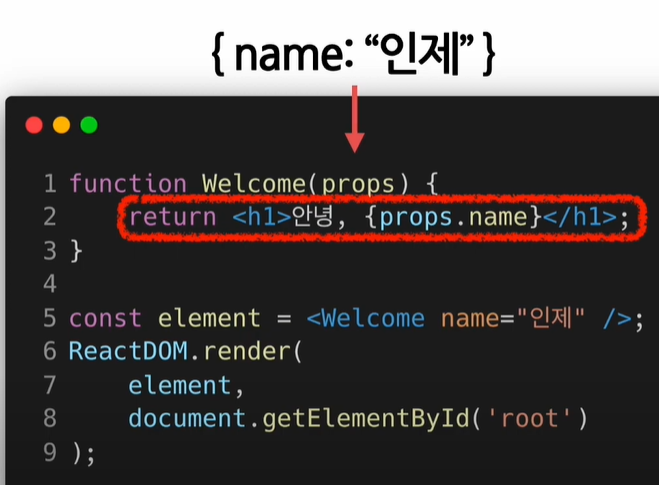 { name: “인제” }
1 function Welcome(props) {
2     return <h1>안녕, {props.name}</h1>;
3 }
4
5 const element = <Welcome name="인제" />;
6 ReactDOM.render(
7     element,
8     document.getElementById('root')
9 );